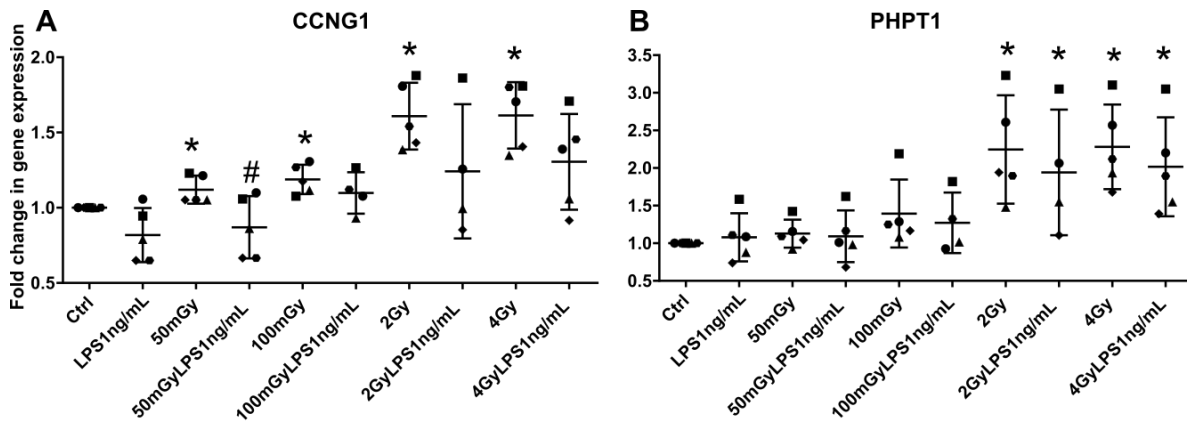 A
CCNG1
Fold change in gene expression
2.0
1.5
1.0
0.5
*
*
*
*
#
Ctrl
LPS1ng/mL
50mGy
50mGyLPS1ng/mL
100mGy
100mGyLPS1ng/mL
2Gy
2GyLPS1ng/mL
4Gy
4GyLPS1ng/mL
B
PHPT1
3.5
3.0
2.5
2.0
1.5
1.0
0.5
*
*
*
*
Ctrl
LPS1ng/mL
50mGy
50mGyLPS1ng/mL
100mGy
100mGyLPS1ng/mL
2Gy
2GyLPS1ng/mL
4Gy
4GyLPS1ng/mL